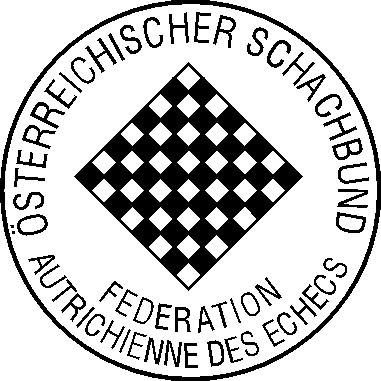 ÖSTERREICHISCHER SCHACHBUND
FEDERATION
AUTRICHIENNE DES ECHECS